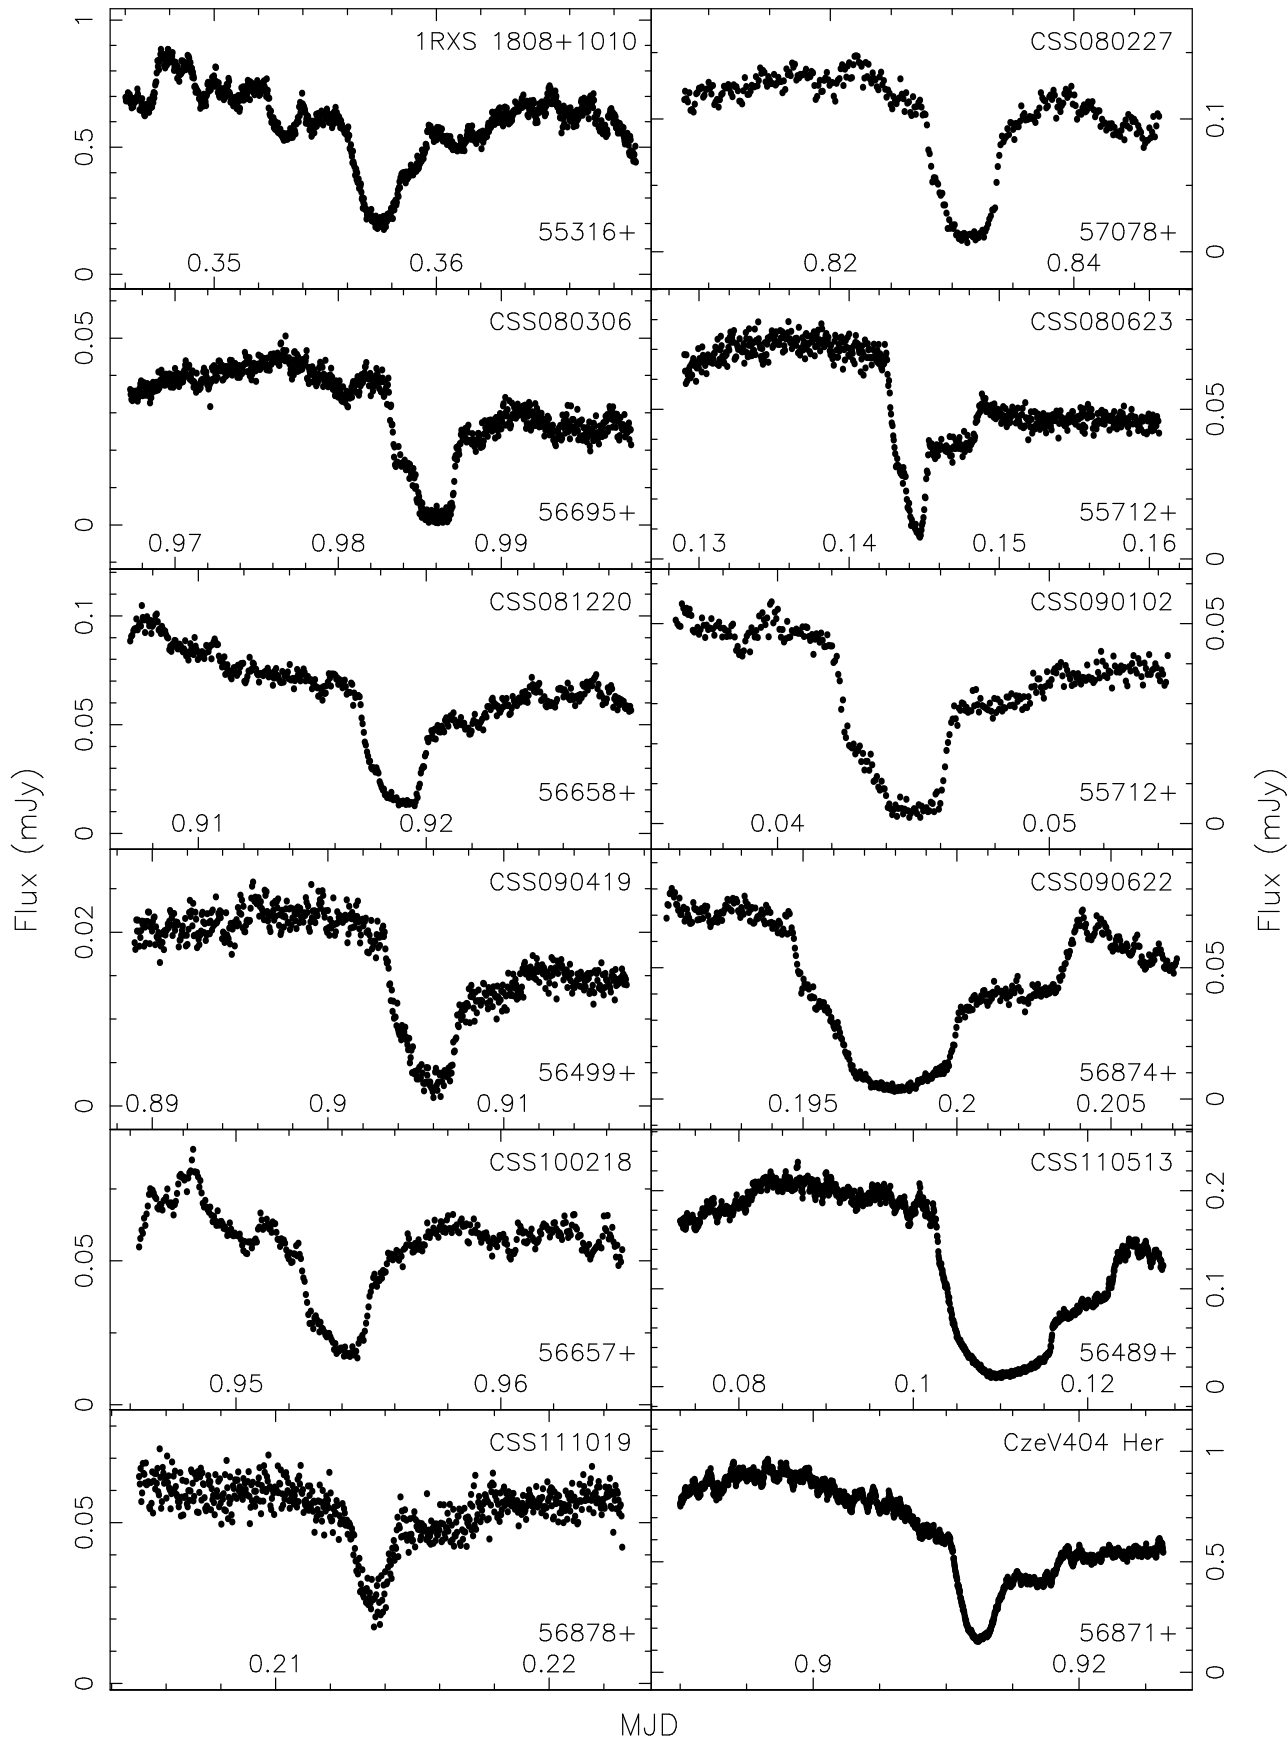 1RXS 1808+1010
1
0.5
0
55316+
0.35 0.36
CSS080227
0.1
0
57078+
0.82 0.84
CSS080306
0.05
0
56695+
0.97 0.98 0.99
CSS080623
0.05
0
55712+
0.13 0.14 0.15 0.16
CSS081220
0.1
0.05
0
56658+
0.91 0.92
CSS090102
0.05
0
55712+
0.04 0.05
CSS090419
0.02
0
56499+
0.89 0.9 0.91
CSS090622
0.05
0
56874+
0.195 0.2 0.205
CSS100218
0.05
0
56657+
0.95 0.96
CSS110513
0.2
0.1
0
56489+
0.08 0.1 0.12
CSS111019
0.05
0
56878+
0.21 0.22
CzeV404 Her
1
0.5
0
56871+
0.9 0.92
Flux (mJy)
Flux (mJy)
MJD